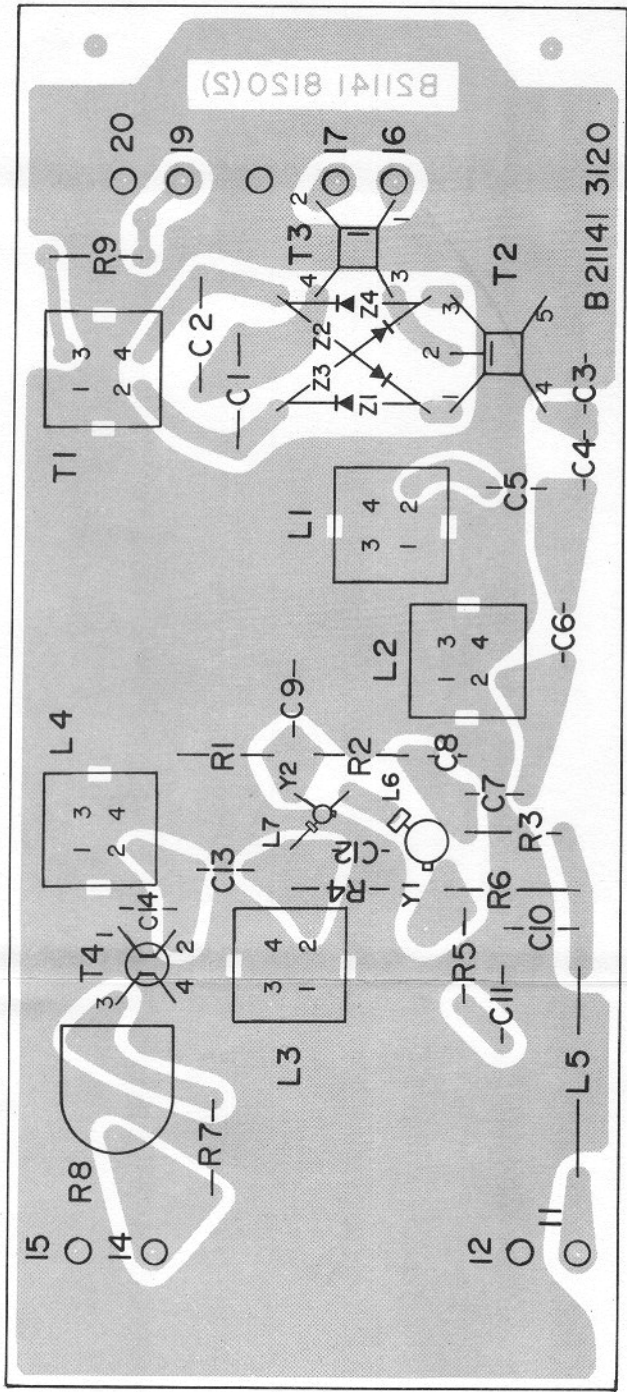 B21141 8120(2)
20
19
17
16
B 21141 3120
R9
T3
2
1
4
3
T2
3
5
2
1
4
C2
C1
Z2
Z4
Z3
Z1
T1
1
3
2
4
C3
C4
C5
L1
3
4
1
2
L2
1
3
2
4
C6
L4
1
3
2
4
C9
R1
Y2
R2
C8
L7
L6
C7
C12
R3
C13
R4
Y1
R6
C14
T4
1
2
3
4
R5
C10
C11
L3
3
4
1
2
L5
R8
R7
15
14
12
11